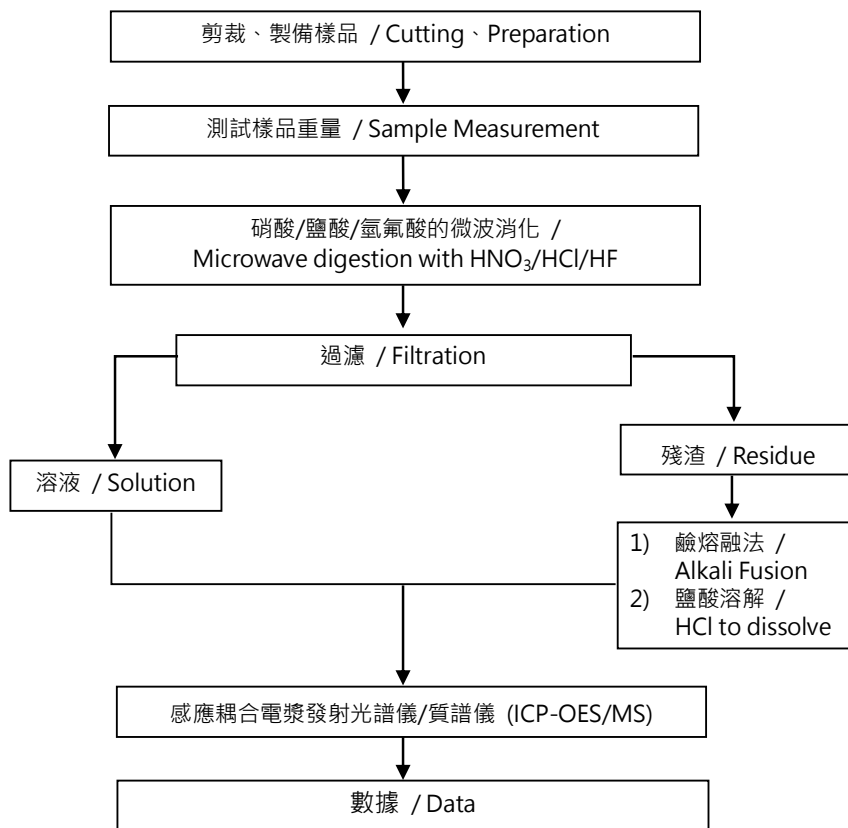 剪裁、製備樣品 / Cutting、Preparation
測試樣品重量 / Sample Measurement
硝酸/鹽酸/氫氟酸的微波消化 /
Microwave digestion with HNO₃/HCl/HF
過濾 / Filtration
溶液 / Solution
殘渣 / Residue
1) 鹼熔融法 /
Alkali Fusion
2) 鹽酸溶解 /
HCl to dissolve
感應耦合電漿發射光譜儀/質譜儀 (ICP-OES/MS)
數據 / Data